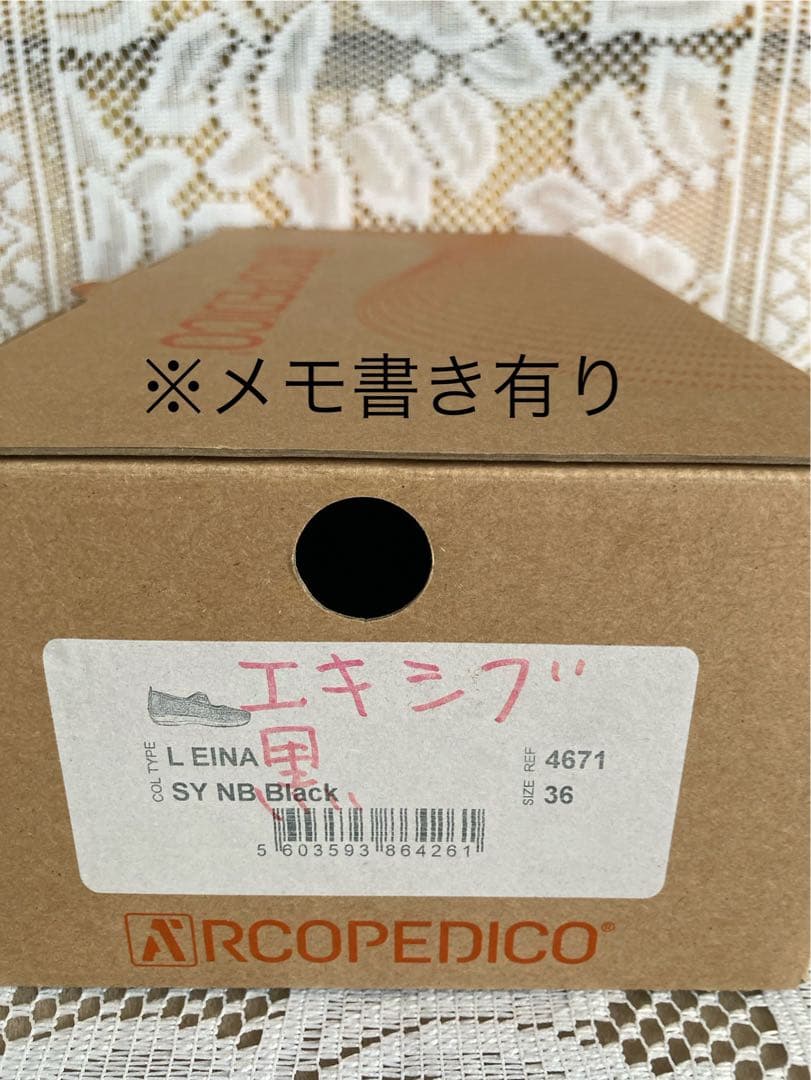 ARCOPEDICO
※メモ書き有り
エキシブ
黒
COL TYPE
L EINA
SY NB Black
REF 4671
SIZE 36
5 603593 864261
ARCOPEDICO®